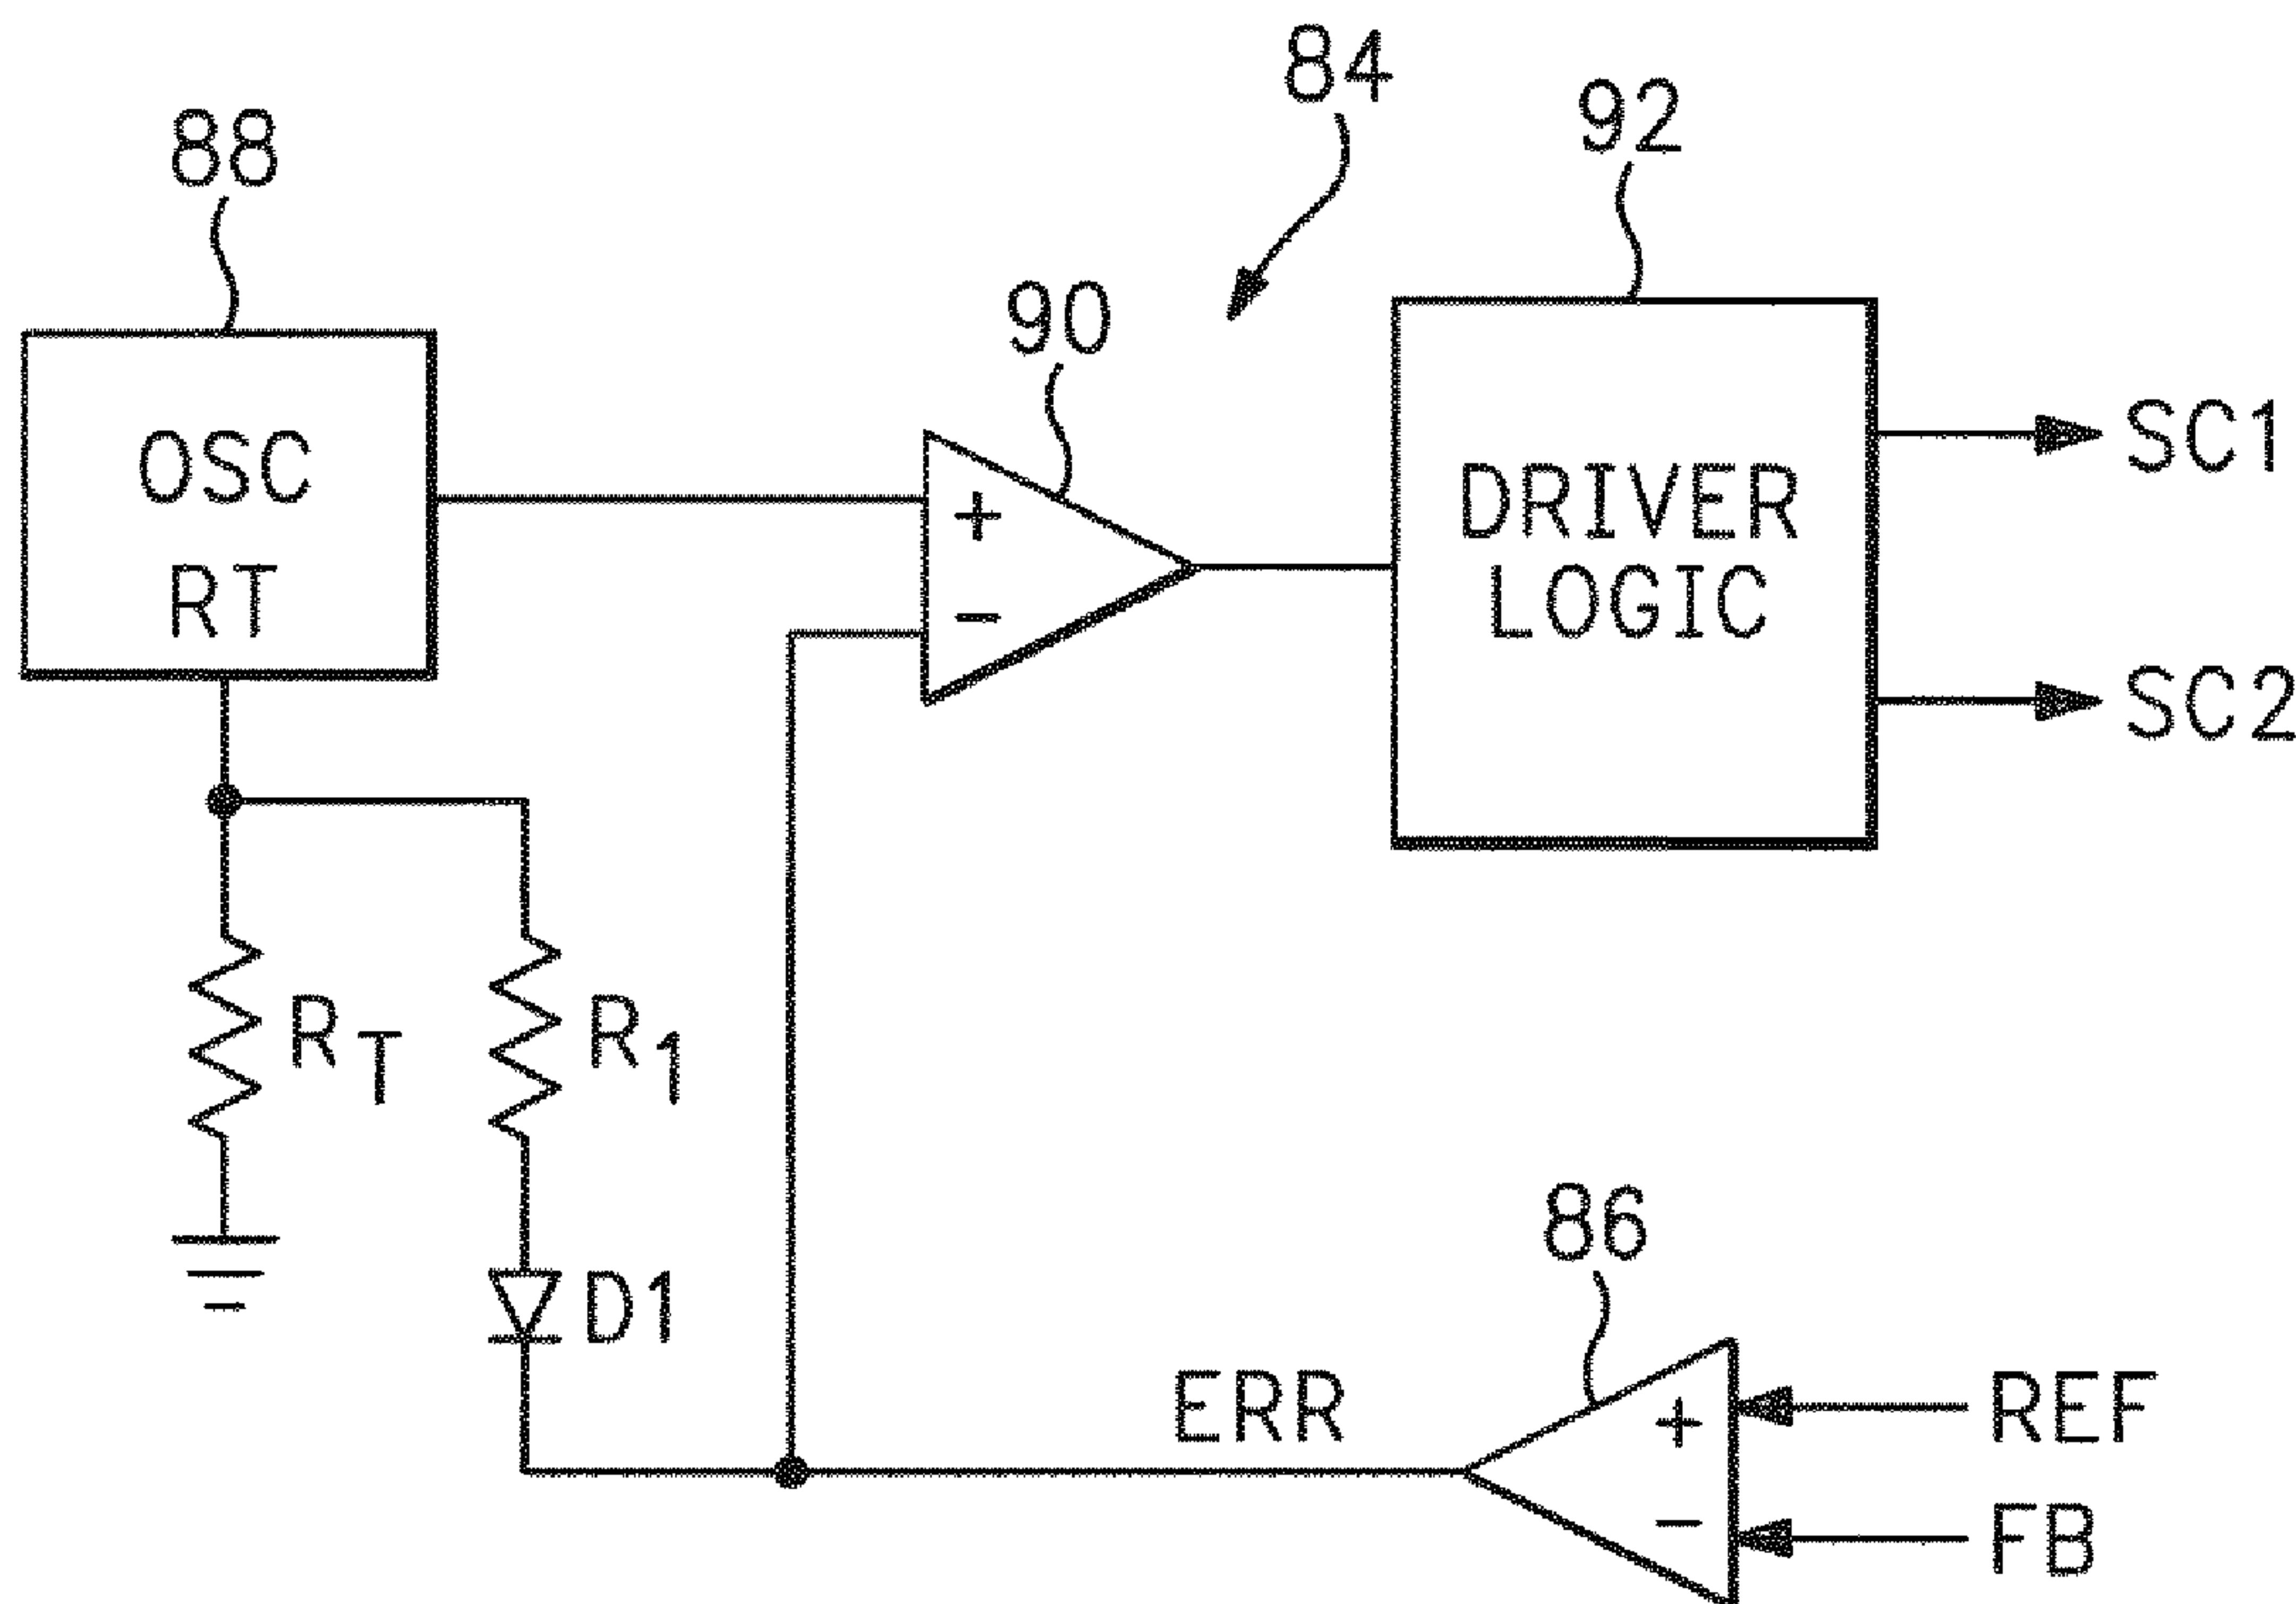 84
92
88
90
OSC
RT
+
-
DRIVER
LOGIC
SC1
SC2
RT
R1
D1
86
ERR
+
-
REF
FB